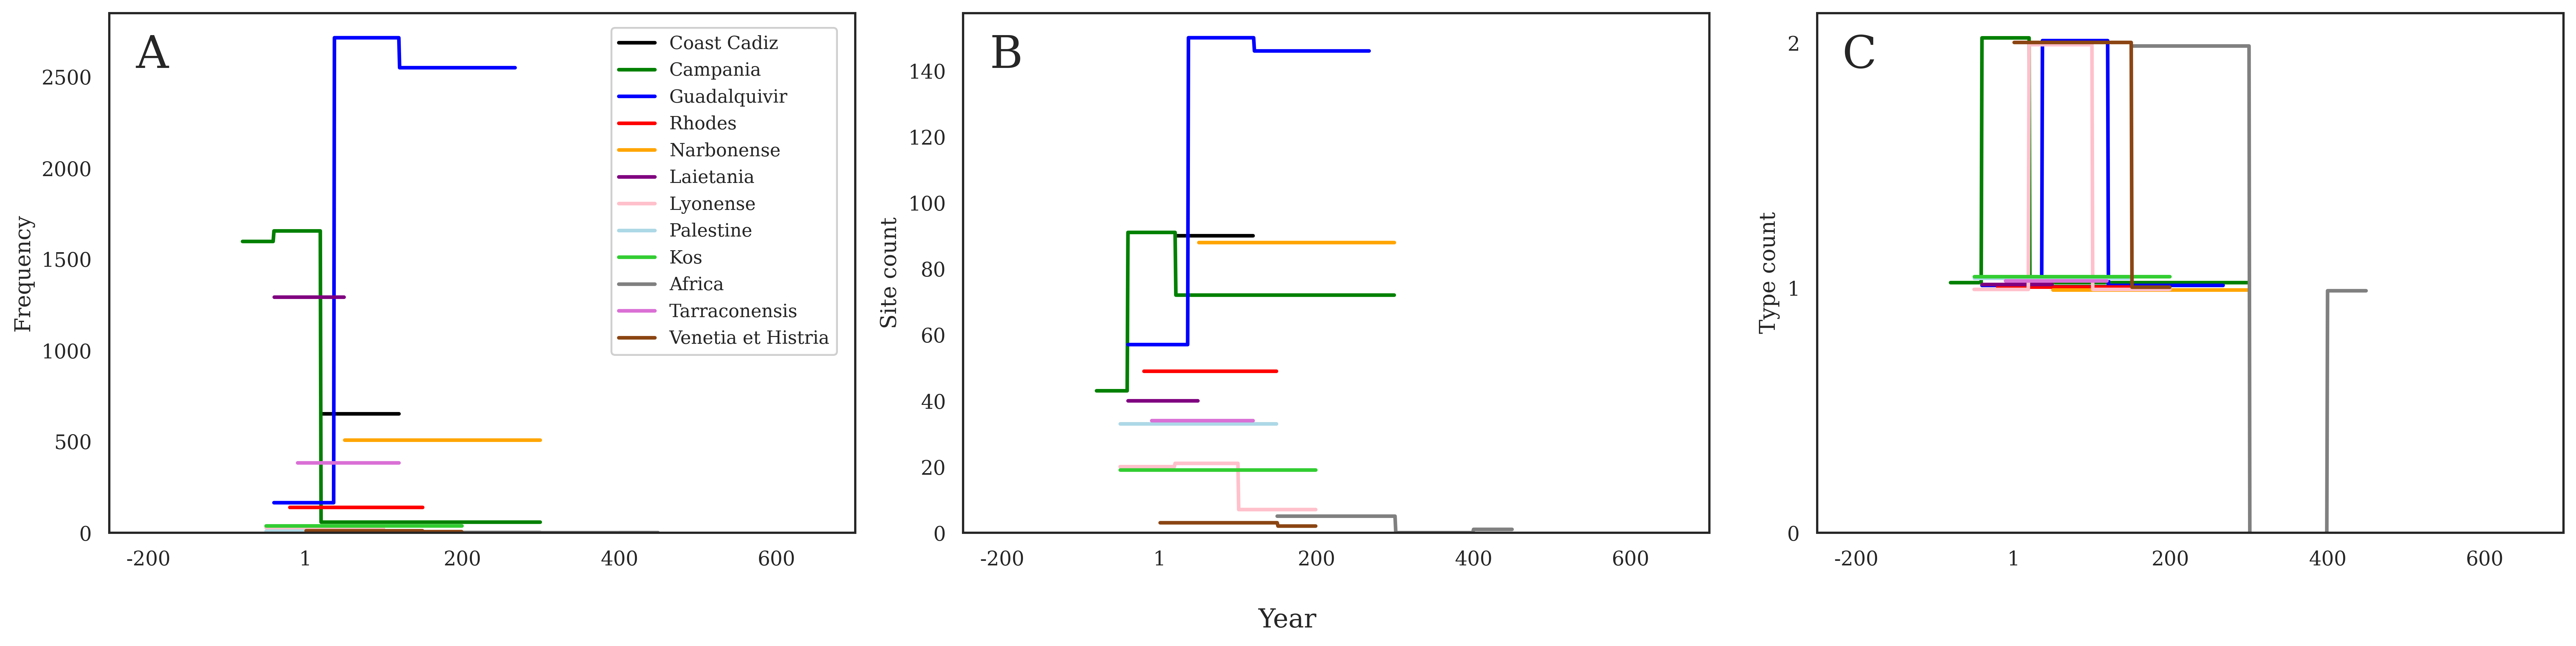 A
Frequency
2500
2000
1500
1000
500
0
-200 1 200 400 600
Coast Cadiz
Campania
Guadalquivir
Rhodes
Narbonense
Laietania
Lyonense
Palestine
Kos
Africa
Tarraconensis
Venetia et Histria
B
Site count
140
120
100
80
60
40
20
0
-200 1 200 400 600
Year
C
Type count
2
1
0
-200 1 200 400 600